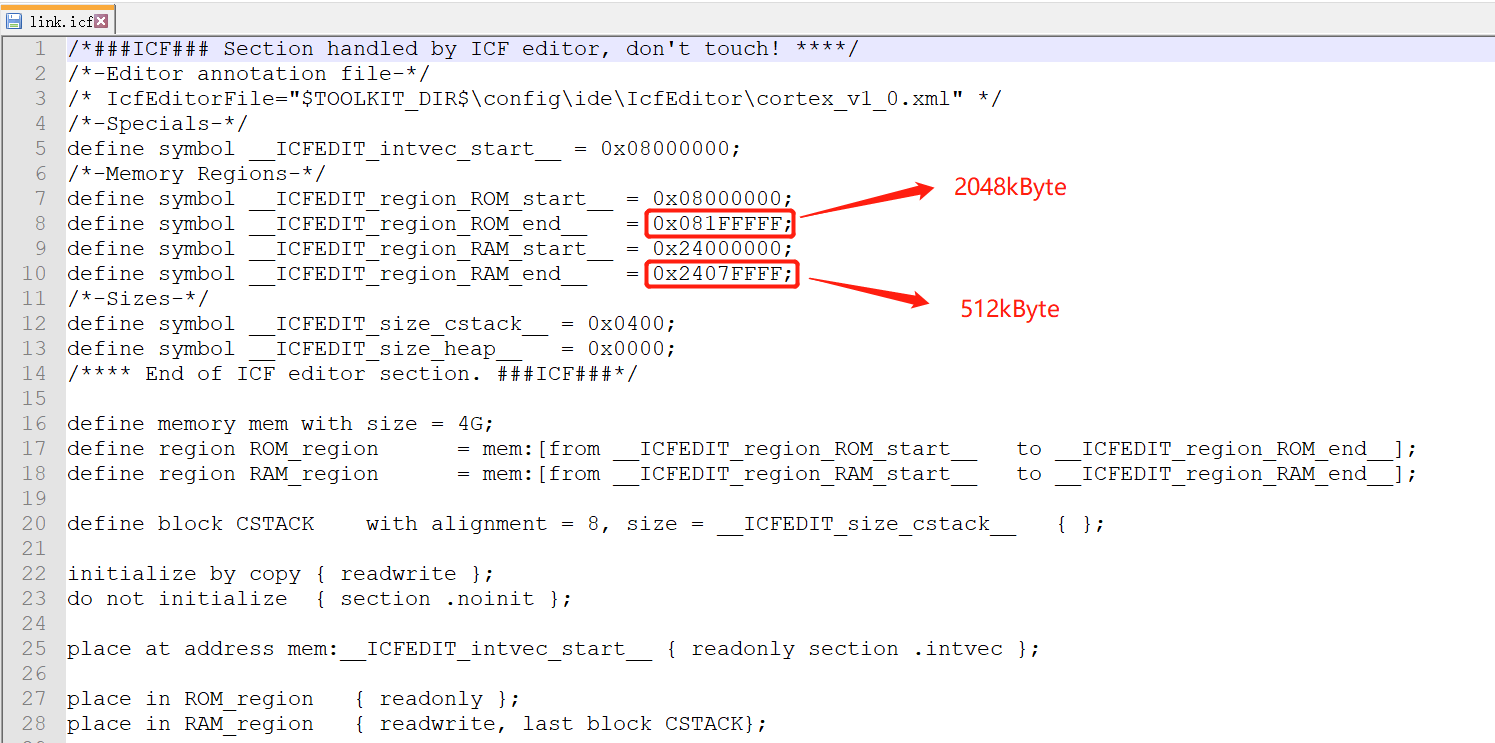 link.icf
1 /*###ICF### Section handled by ICF editor, don't touch! ****/
2 /*-Editor annotation file-*/
3 /* IcfEditorFile="$TOOLKIT_DIR$\config\ide\IcfEditor\cortex_v1_0.xml" */
4 /*-Specials-*/
5 define symbol __ICFEDIT_intvec_start__ = 0x08000000;
6 /*-Memory Regions-*/
7 define symbol __ICFEDIT_region_ROM_start__ = 0x08000000;
8 define symbol __ICFEDIT_region_ROM_end__   = 0x081FFFFF;
2048kByte
9 define symbol __ICFEDIT_region_RAM_start__ = 0x24000000;
10 define symbol __ICFEDIT_region_RAM_end__   = 0x2407FFFF;
512kByte
11 /*-Sizes-*/
12 define symbol __ICFEDIT_size_cstack__ = 0x0400;
13 define symbol __ICFEDIT_size_heap__   = 0x0000;
14 /**** End of ICF editor section. ###ICF###*/
15
16 define memory mem with size = 4G;
17 define region ROM_region      = mem:[from __ICFEDIT_region_ROM_start__   to __ICFEDIT_region_ROM_end__];
18 define region RAM_region      = mem:[from __ICFEDIT_region_RAM_start__   to __ICFEDIT_region_RAM_end__];
19
20 define block CSTACK    with alignment = 8, size = __ICFEDIT_size_cstack__   { };
21
22 initialize by copy { readwrite };
23 do not initialize  { section .noinit };
24
25 place at address mem:__ICFEDIT_intvec_start__ { readonly section .intvec };
26
27 place in ROM_region   { readonly };
28 place in RAM_region   { readwrite, last block CSTACK};